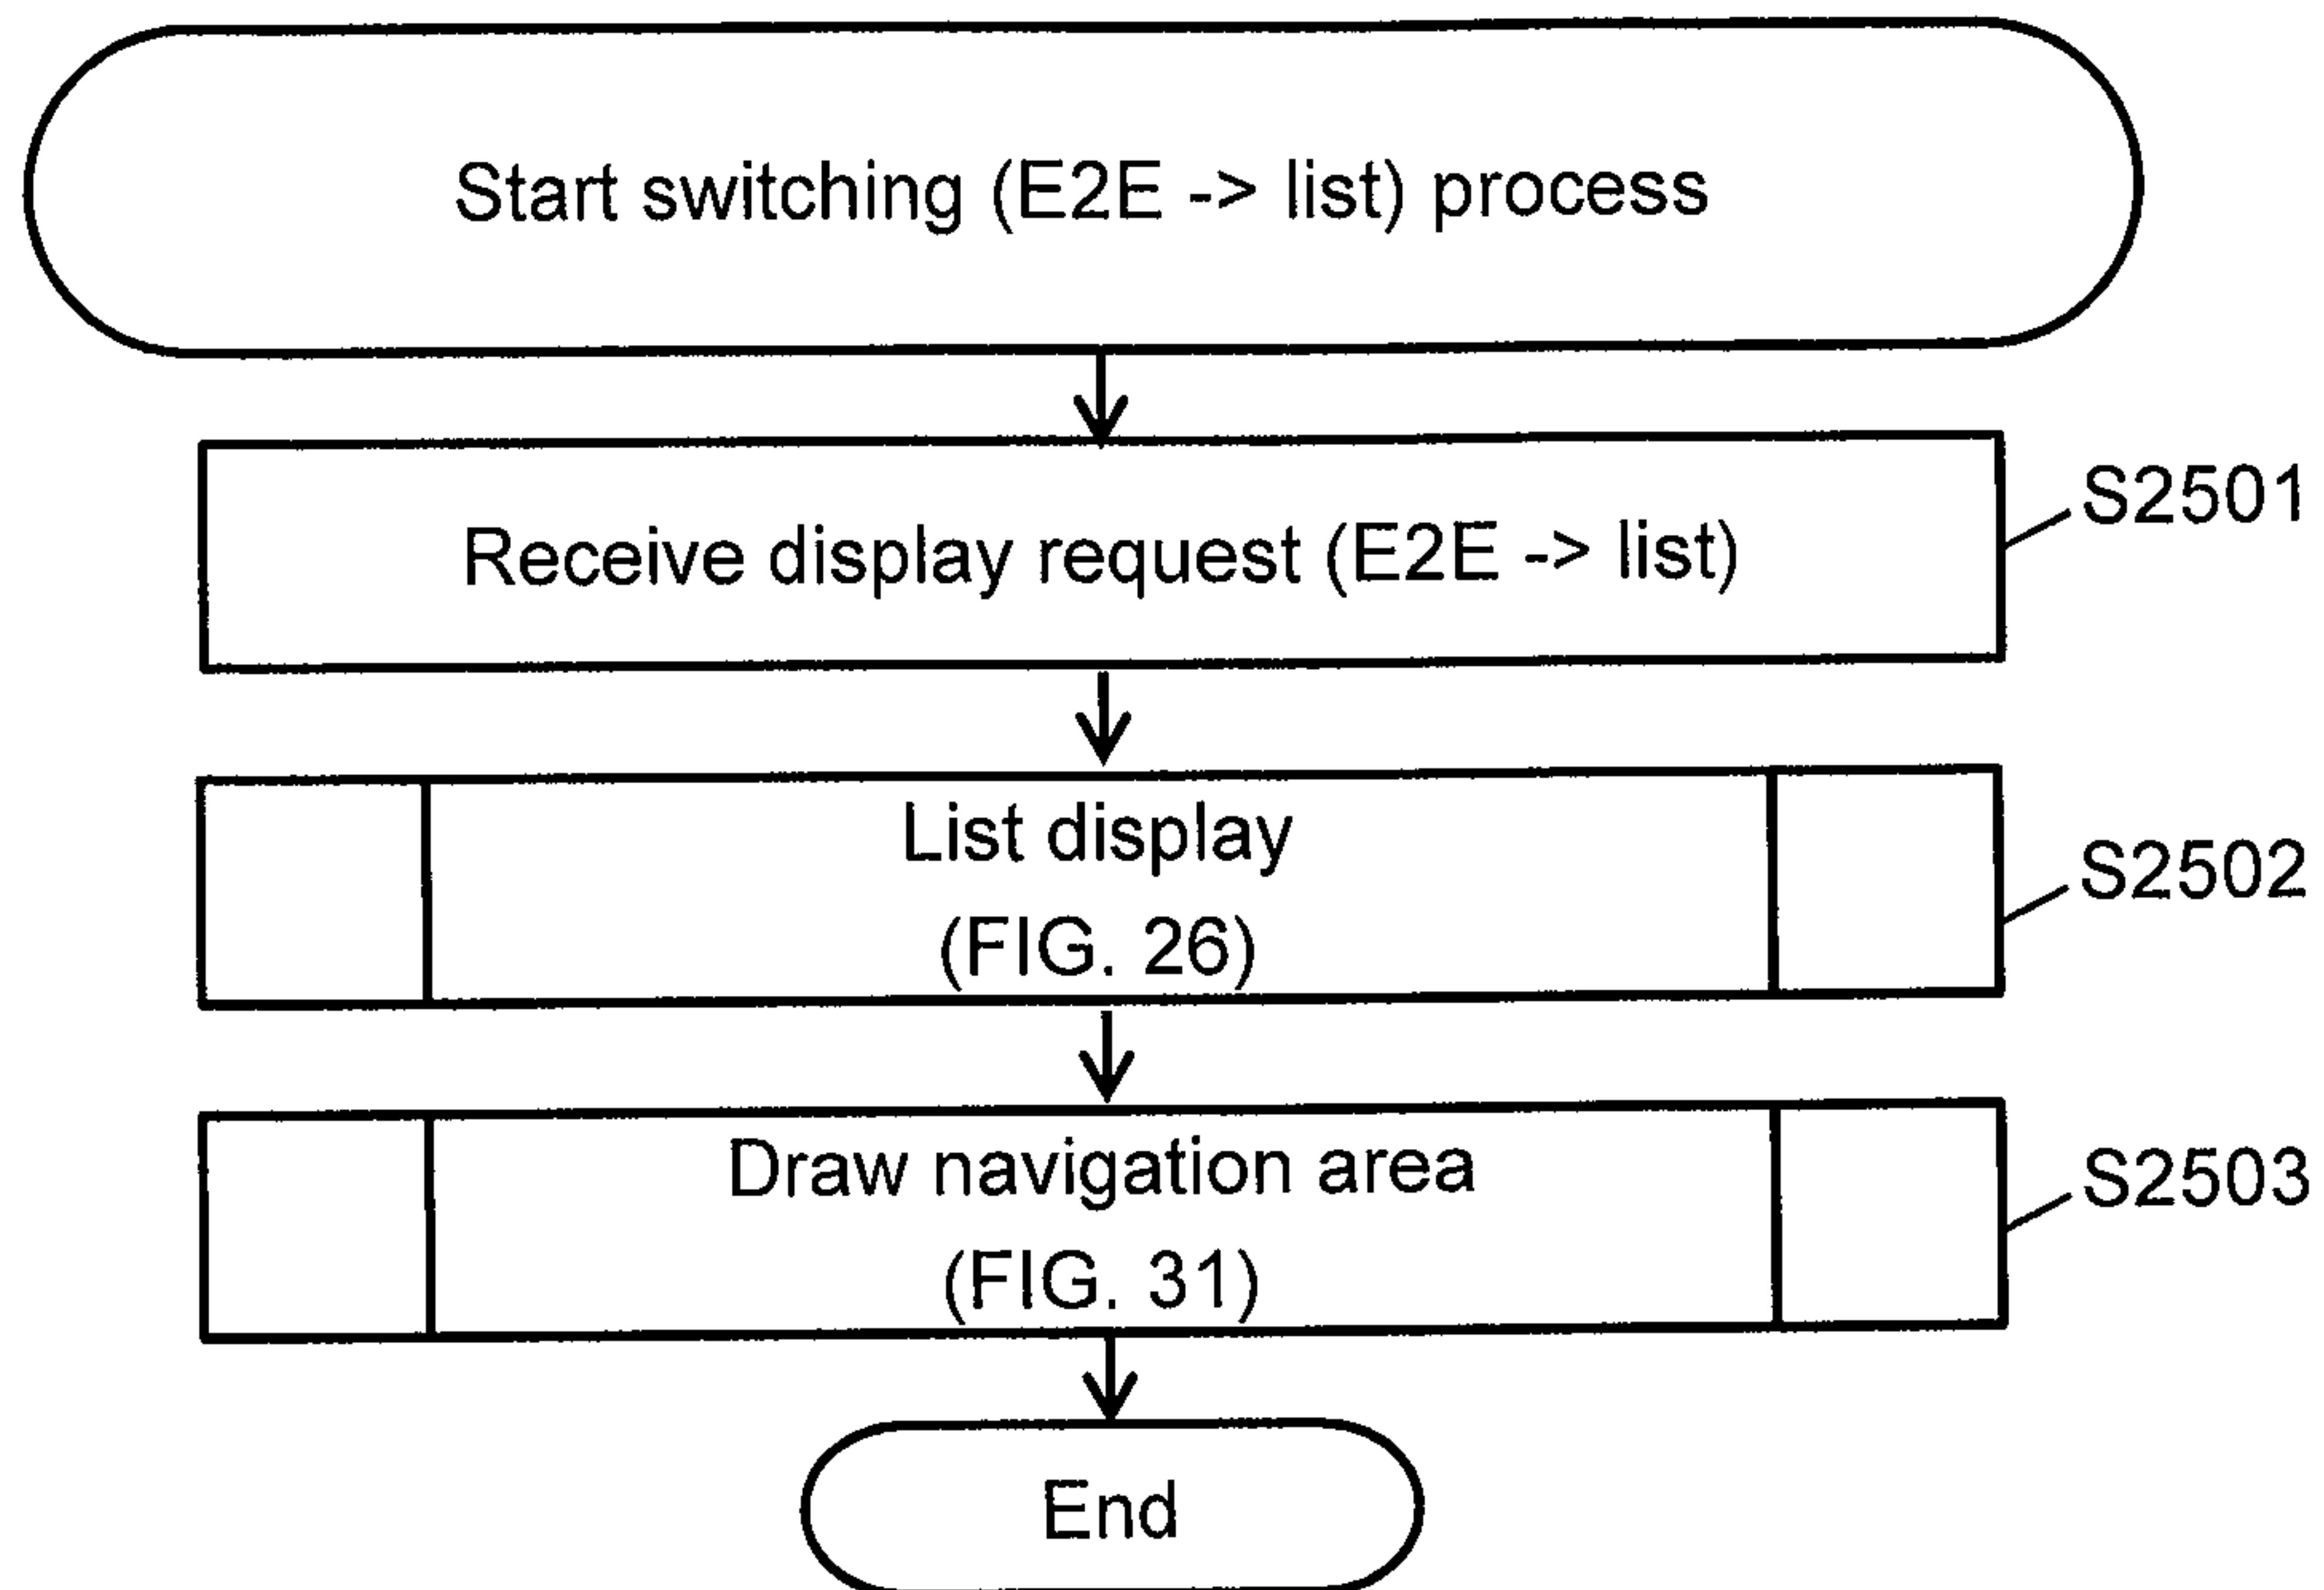 Start switching (E2E -> list) process
Receive display request (E2E -> list)
S2501
List display
(FIG. 26)
S2502
Draw navigation area
(FIG. 31)
S2503
End